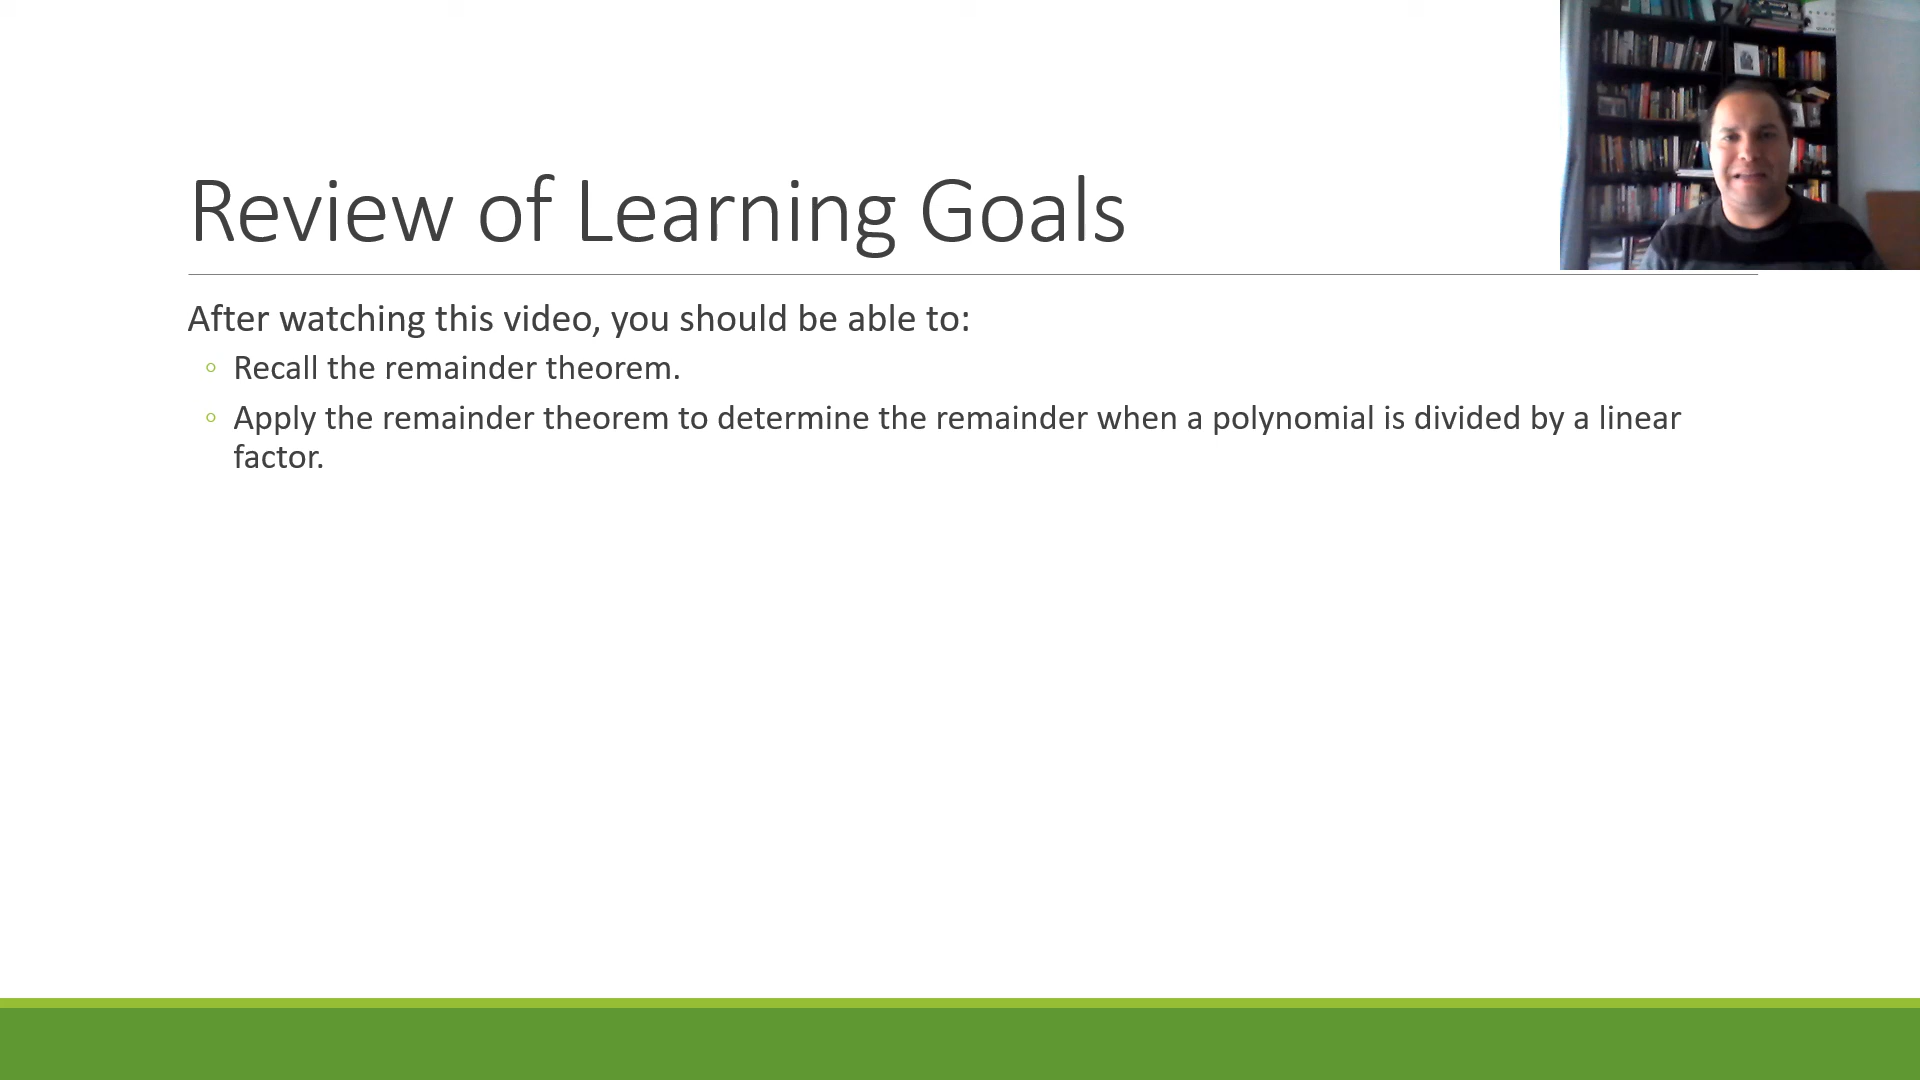 Review of Learning Goals
After watching this video, you should be able to:
◦ Recall the remainder theorem.
◦ Apply the remainder theorem to determine the remainder when a polynomial is divided by a linear
factor.